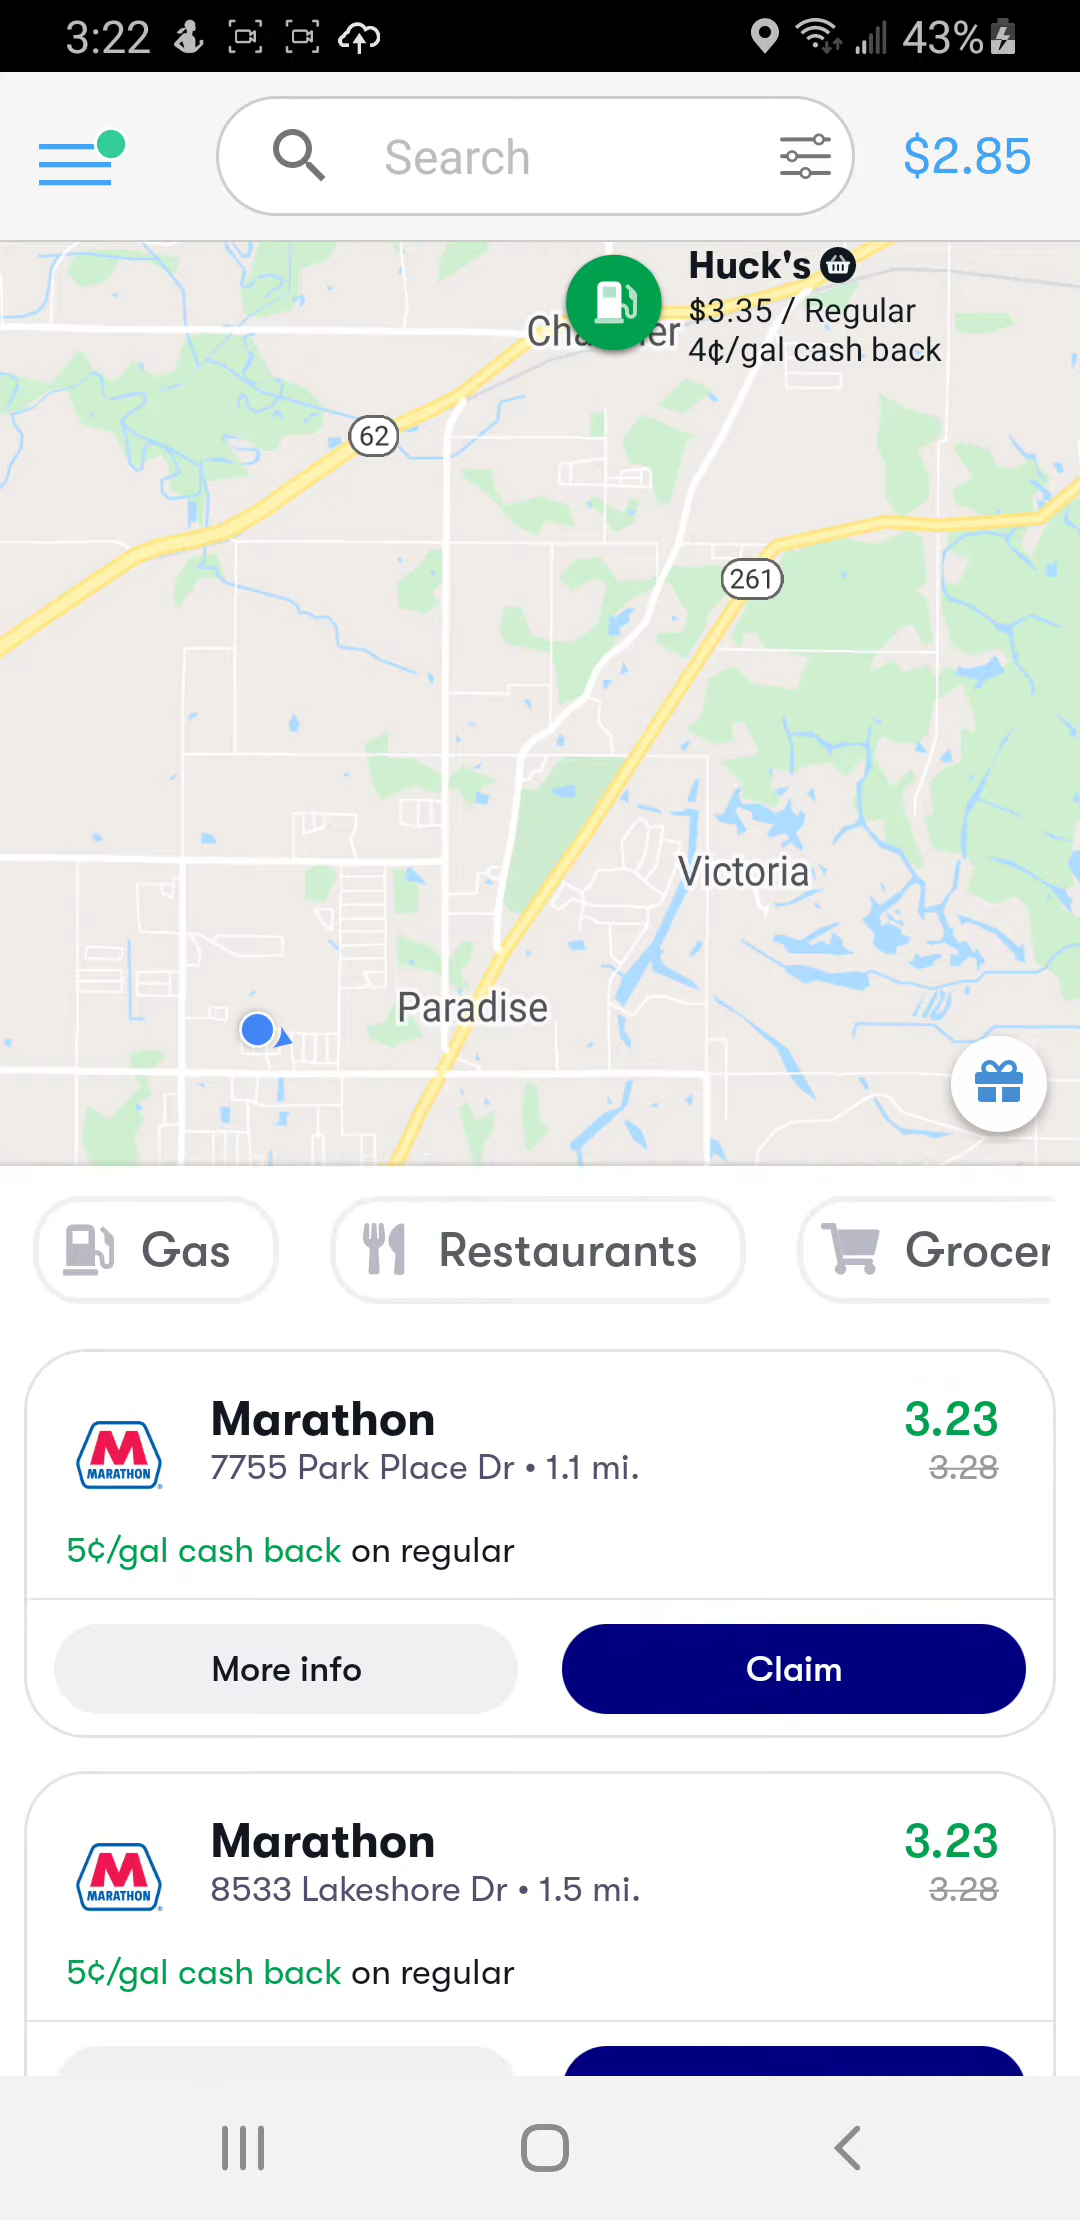 3:22
43%
Search
$2.85
Huck's
$3.35 / Regular
4¢/gal cash back
62
261
Victoria
Paradise
Gas
Restaurants
Grocer
Marathon
3.23
7755 Park Place Dr • 1.1 mi.
3.28
MARATHON
5¢/gal cash back on regular
More info
Claim
Marathon
3.23
8533 Lakeshore Dr • 1.5 mi.
3.28
MARATHON
5¢/gal cash back on regular